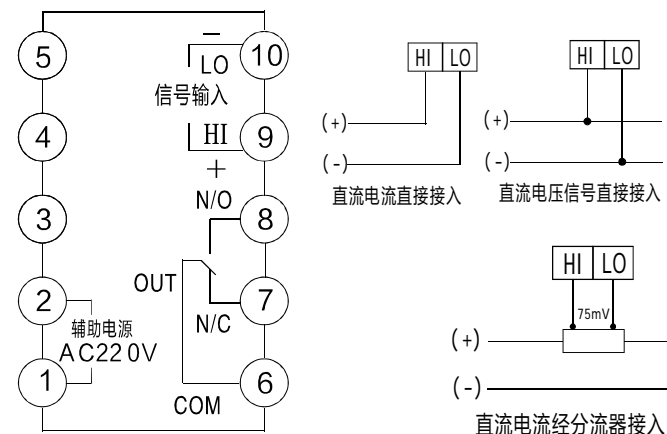 5
4
3
2
1
辅助电源
AC220V
−
10
LO
信号输入
HI
9
+
N/O
8
OUT
7
N/C
6
COM
HI LO
(+)
(-)
直流电流直接接入
HI LO
(+)
(-)
直流电压信号直接接入
HI LO
75mV
(+)
(-)
直流电流经分流器接入